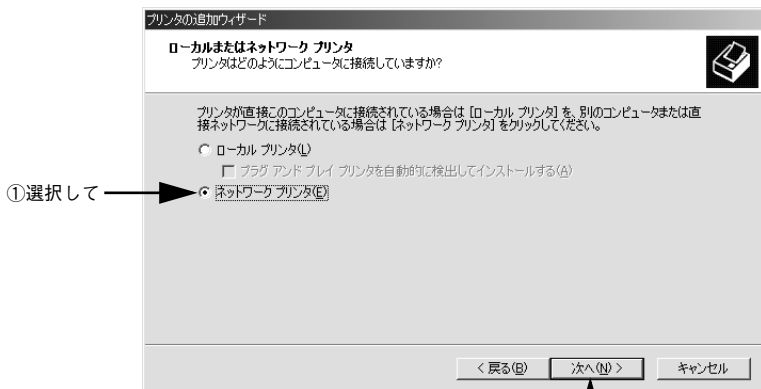 プリンタの追加ウィザード
ローカルまたはネットワーク プリンタ
プリンタはどのようにコンピュータに接続していますか?
プリンタが直接このコンピュータに接続されている場合は [ローカル プリンタ] を、別のコンピュータまたは直
接ネットワークに接続されている場合は [ネットワーク プリンタ] をクリックしてください。
ローカル プリンタ(L)
プラグ アンド プレイ プリンタを自動的に検出してインストールする(A)
①選択して
ネットワーク プリンタ(E)
< 戻る(B)
次へ(N) >
キャンセル